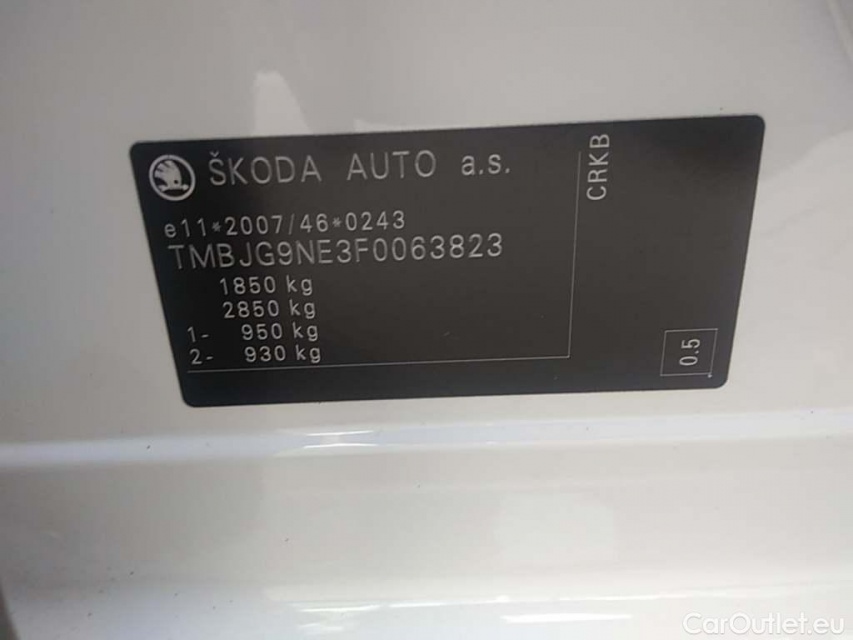 ŠKODA AUTO a.s.
e11*2007/46*0243
TMBJG9NE3F0063823
1850 kg
2850 kg
1- 950 kg
2- 930 kg
CRKB
0.5
CarOutlet.eu